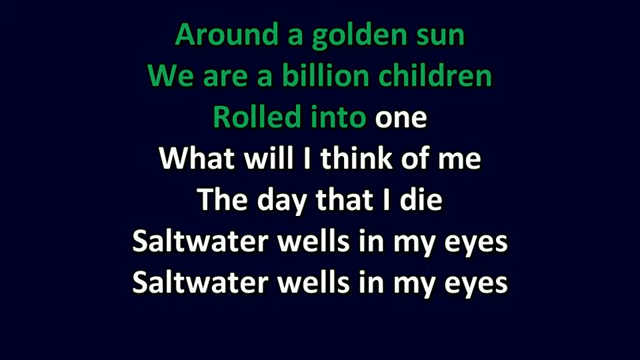 Around a golden sun
We are a billion children
Rolled into one
What will I think of me
The day that I die
Saltwater wells in my eyes
Saltwater wells in my eyes